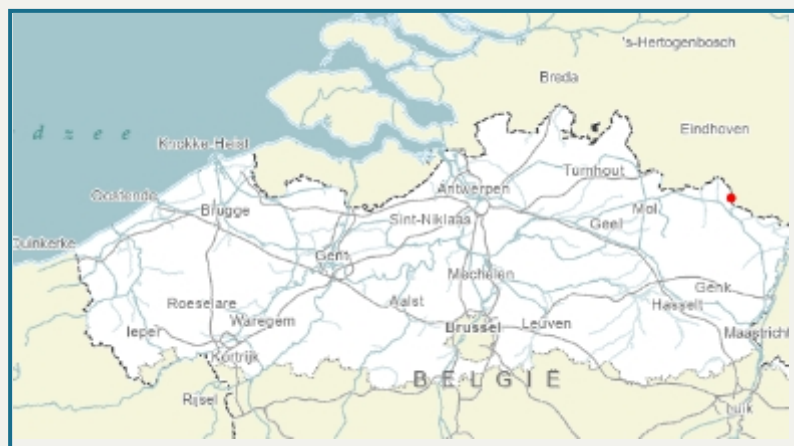 's-Hertogenbosch
Breda
Eindhoven
d z e e
Knokke-Heist
Turnhout
Antwerpen
Oostende
Brugge
Mol
Sint-Niklaas
Geel
Duinkerke
Gent
Mechelen
Genk
Roeselare
Aalst
Hasselt
Ieper
Waregem
Brussel
Leuven
Maastricht
Kortrijk
BELGIË
Rijsel
Luik